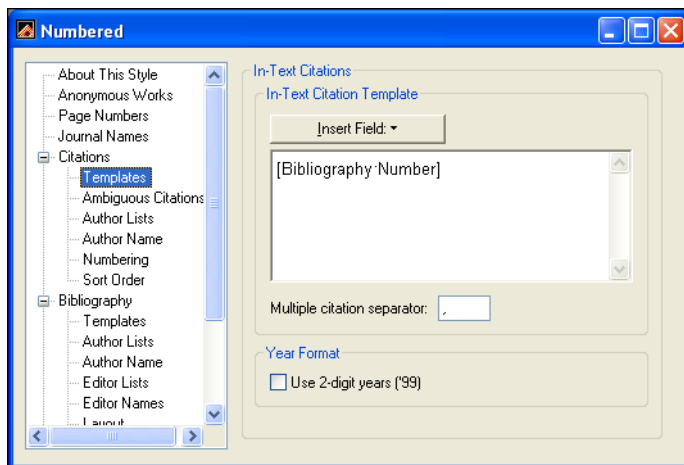 Numbered
About This Style
Anonymous Works
Page Numbers
Journal Names
Citations
Templates
Ambiguous Citations
Author Lists
Author Name
Numbering
Sort Order
Bibliography
Templates
Author Lists
Author Name
Editor Lists
Editor Names
Layout
In-Text Citations
In-Text Citation Template
Insert Field:
[Bibliography·Number]
Multiple citation separator: ,
Year Format
Use 2-digit years ('99)